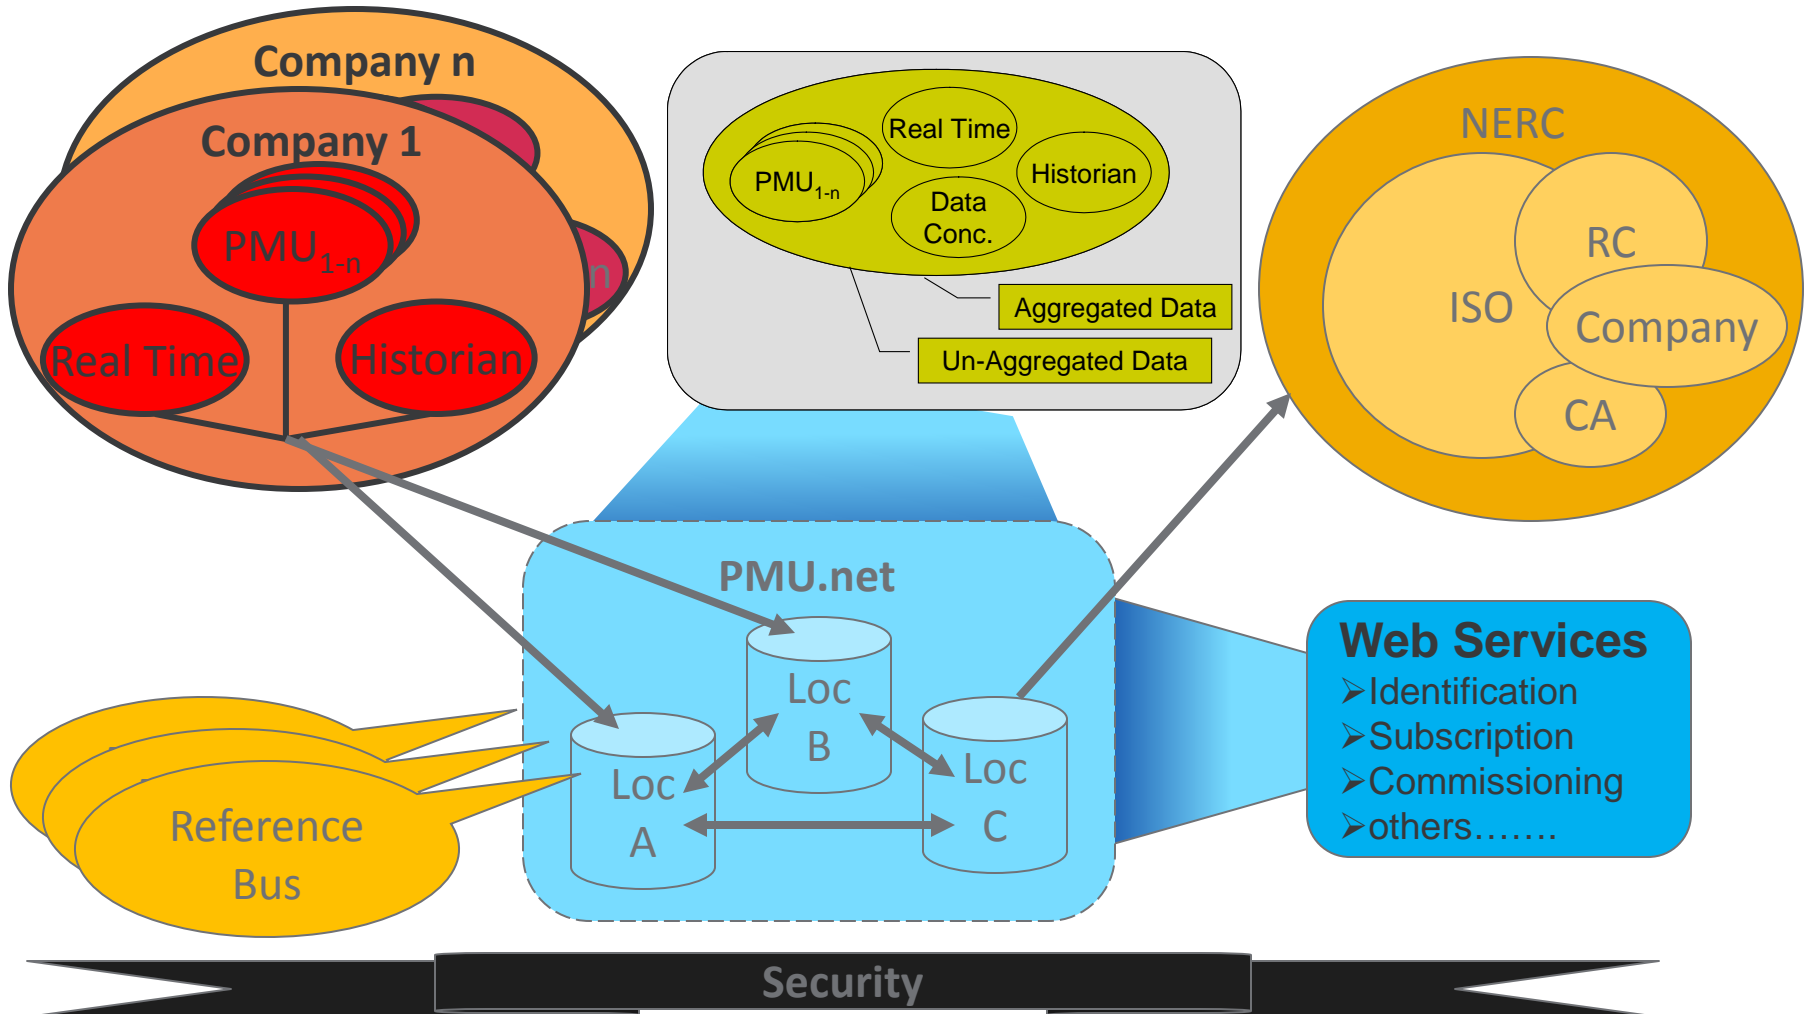 Company n
Company 1
PMU1-n
Real Time
Historian
n
Real Time
PMU1-n
Historian
Data
Conc.
Aggregated Data
Un-Aggregated Data
NERC
RC
ISO
Company
CA
PMU.net
Loc
B
Loc
A
Loc
C
Web Services
➢Identification
➢Subscription
➢Commissioning
➢others…….
Reference
Bus
Security